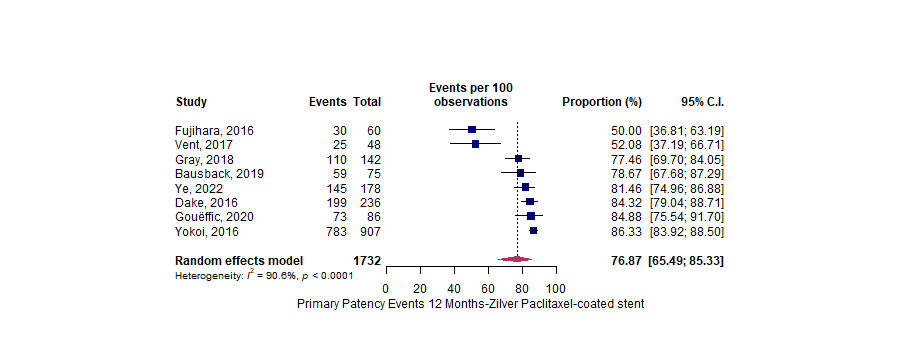 Events per 100
Study Events Total observations Proportion (%) 95% C.I.
Fujihara, 2016 30 60 50.00 [36.81; 63.19]
Vent, 2017 25 48 52.08 [37.19; 66.71]
Gray, 2018 110 142 77.46 [69.70; 84.05]
Bausback, 2019 59 75 78.67 [67.68; 87.29]
Ye, 2022 145 178 81.46 [74.96; 86.88]
Dake, 2016 199 236 84.32 [79.04; 88.71]
Gouëffic, 2020 73 86 84.88 [75.54; 91.70]
Yokoi, 2016 783 907 86.33 [83.92; 88.50]
Random effects model 1732 76.87 [65.49; 85.33]
Heterogeneity: I² = 90.6%, p < 0.0001
0 20 40 60 80 100
Primary Patency Events 12 Months-Zilver Paclitaxel-coated stent